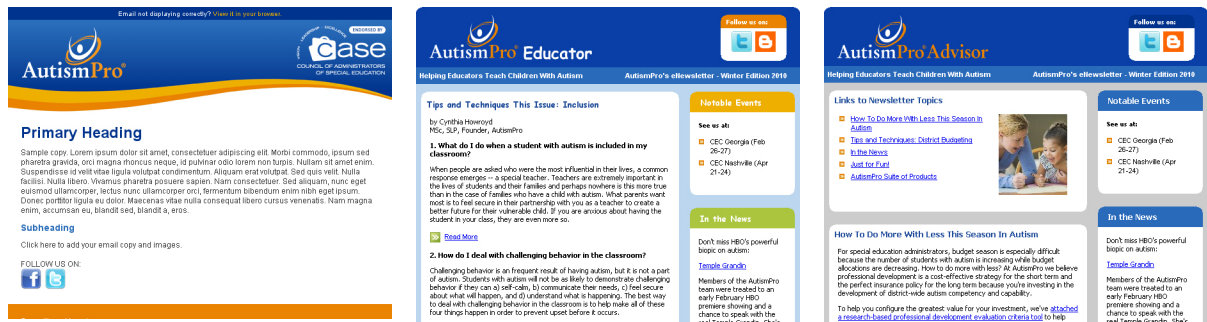 Email not displaying correctly? View it in your browser.
AutismPro®
ENDORSED BY
LEADERSHIP EXCELLENCE
case
COUNCIL OF ADMINISTRATORS
OF SPECIAL EDUCATION
Primary Heading
Sample copy. Lorem ipsum dolor sit amet, consectetuer adipiscing elit. Morbi commodo, ipsum sed
pharetra gravida, orci magna rhoncus neque, id pulvinar odio lorem non turpis. Nullam sit amet enim.
Suspendisse id velit vitae ligula volutpat condimentum. Aliquam erat volutpat. Sed quis velit. Nulla
facilisi. Nulla libero. Vivamus pharetra posuere sapien. Nam consectetuer. Sed aliquam, nunc eget
euismod ullamcorper, lectus nunc ullamcorper orci, fermentum bibendum enim nibh eget ipsum.
Donec porttitor ligula eu dolor. Maecenas vitae nulla consequat libero cursus venenatis. Nam magna
enim, accumsan eu, blandit sed, blandit a, eros.
Subheading
Click here to add your email copy and images.
FOLLOW US ON:
AutismPro® Educator
Follow us on:
Helping Educators Teach Children With Autism
AutismPro's eNewsletter - Winter Edition 2010
Tips and Techniques This Issue: Inclusion
by Cynthia Howroyd
MSc, SLP, Founder, AutismPro
1. What do I do when a student with autism is included in my
classroom?
When people are asked who were the most influential in their lives, a common
response emerges -- a special teacher. Teachers are extremely important in
the lives of students and their families and perhaps nowhere is this more true
than in the case of families who have a child with autism. What parents want
most is to feel secure in their partnership with you as a teacher to create a
better future for their vulnerable child. If you are anxious about having the
student in your class, they are even more so.
Read More
2. How do I deal with challenging behavior in the classroom?
Challenging behavior is an frequent result of having autism, but it is not a part
of autism. Students with autism will not be as likely to demonstrate challenging
behavior if they can a) self-calm, b) communicate their needs, c) feel secure
about what will happen, and d) understand what is happening. The best way
to deal with challenging behavior in the classroom is to help make all of these
four things happen in order to prevent upset before it occurs.
Notable Events
See us at:
CEC Georgia (Feb
26-27)
CEC Nashville (Apr
21-24)
In the News
Don't miss HBO's powerful
biopic on autism:
Temple Grandin
Members of the AutismPro
team were treated to an
early February HBO
premiere showing and a
chance to speak with the
real Temple Grandin. She's
AutismPro® Advisor
Follow us on:
Helping Educators Teach Children With Autism
AutismPro's eNewsletter - Winter Edition 2010
Links to Newsletter Topics
How To Do More With Less This Season In
Autism
Tips and Techniques: District Budgeting
In the News
Just for Fun!
AutismPro Suite of Products
How To Do More With Less This Season In Autism
For special education administrators, budget season is especially difficult
because the number of students with autism is increasing while budget
allocations are decreasing. How to do more with less? At AutismPro we believe
professional development is a cost-effective strategy for the short term and
the perfect insurance policy for the long term because you're investing in the
development of district-wide autism competency and capability.
To help you configure the greatest value for your investment, we've attached
a research-based professional development evaluation criteria tool to help
Notable Events
See us at:
CEC Georgia (Feb
26-27)
CEC Nashville (Apr
21-24)
In the News
Don't miss HBO's powerful
biopic on autism:
Temple Grandin
Members of the AutismPro
team were treated to an
early February HBO
premiere showing and a
chance to speak with the
real Temple Grandin. She's